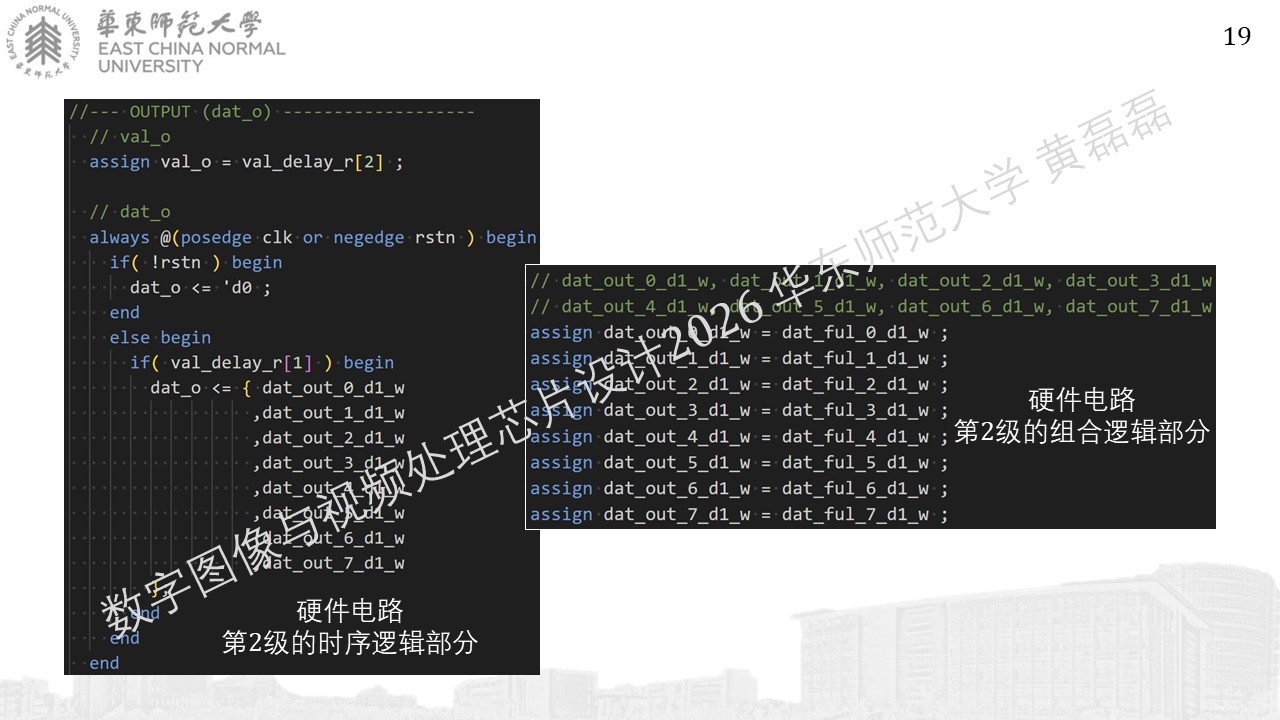 華東師範大學
EAST CHINA NORMAL
UNIVERSITY
19
//--- OUTPUT (dat_o) -------------------
// val_o
assign val_o = val_delay_r[2] ;
// dat_o
always @(posedge clk or negedge rstn ) begin
if( !rstn ) begin
dat_o <= 'd0 ;
end
else begin
if( val_delay_r[1] ) begin
dat_o <= { dat_out_0_d1_w
,dat_out_1_d1_w
,dat_out_2_d1_w
,dat_out_3_d1_w
,dat_out_4_d1_w
,dat_out_5_d1_w
,dat_out_6_d1_w
,dat_out_7_d1_w
};
end
end
end
硬件电路
第2级的时序逻辑部分
// dat_out_0_d1_w, dat_out_1_d1_w, dat_out_2_d1_w, dat_out_3_d1_w
// dat_out_4_d1_w, dat_out_5_d1_w, dat_out_6_d1_w, dat_out_7_d1_w
assign dat_out_0_d1_w = dat_ful_0_d1_w ;
assign dat_out_1_d1_w = dat_ful_1_d1_w ;
assign dat_out_2_d1_w = dat_ful_2_d1_w ;
assign dat_out_3_d1_w = dat_ful_3_d1_w ;
assign dat_out_4_d1_w = dat_ful_4_d1_w ;
assign dat_out_5_d1_w = dat_ful_5_d1_w ;
assign dat_out_6_d1_w = dat_ful_6_d1_w ;
assign dat_out_7_d1_w = dat_ful_7_d1_w ;
硬件电路
第2级的组合逻辑部分
数字图像与视频处理芯片设计2026 华东师范大学 黄磊磊